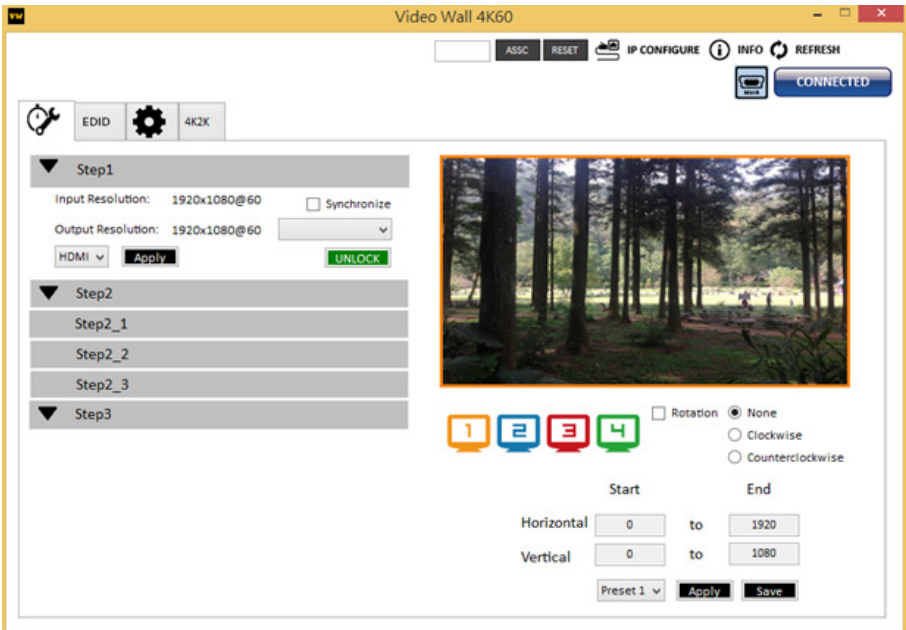 VW Video Wall 4K60
ASSC RESET IP CONFIGURE INFO REFRESH
CONNECTED
EDID 4K2K
Step1
Input Resolution: 1920x1080@60 Synchronize
Output Resolution: 1920x1080@60
HDMI Apply UNLOCK
Step2
Step2_1
Step2_2
Step2_3
Step3
1 2 3 4
Rotation None
Clockwise
Counterclockwise
Start End
Horizontal 0 to 1920
Vertical 0 to 1080
Preset 1 Apply Save